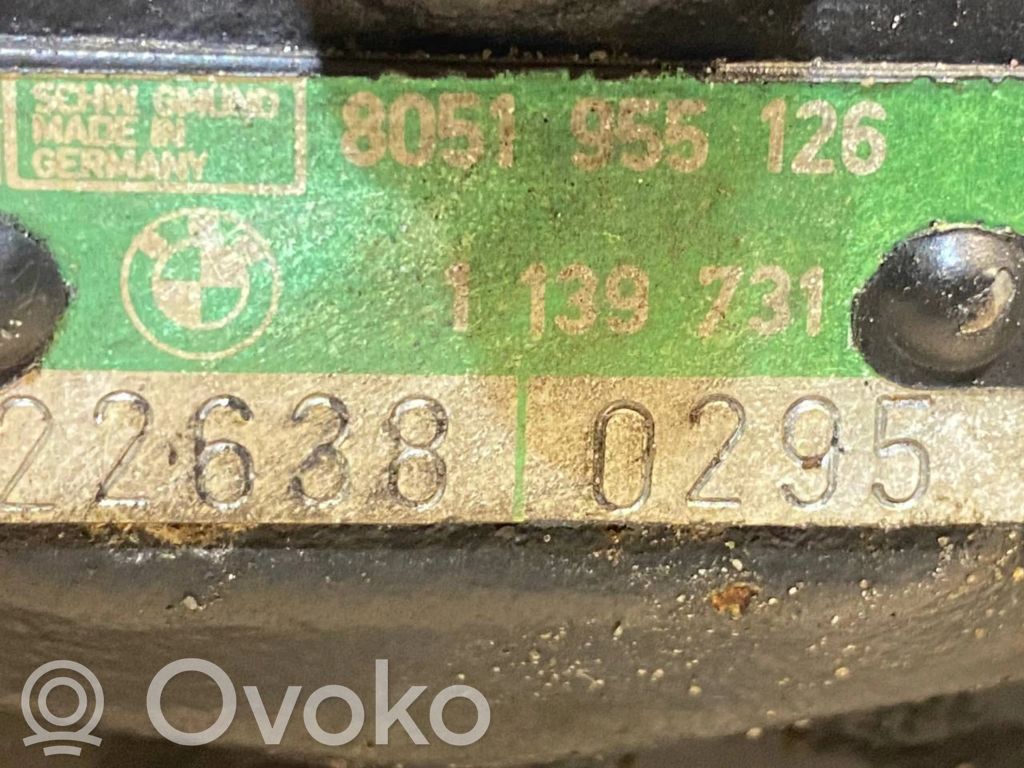 SCHW. GMÜND
MADE IN
GERMANY
8051 955 126
1 139 731
22638 0295
Ovoko